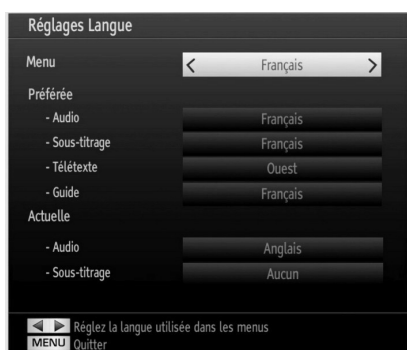 Réglages Langue
Menu Français
Préférée
- Audio Français
- Sous-titrage Français
- Télétexte Ouest
- Guide Français
Actuelle
- Audio Anglais
- Sous-titrage Aucun
Réglez la langue utilisée dans les menus
MENU Quitter